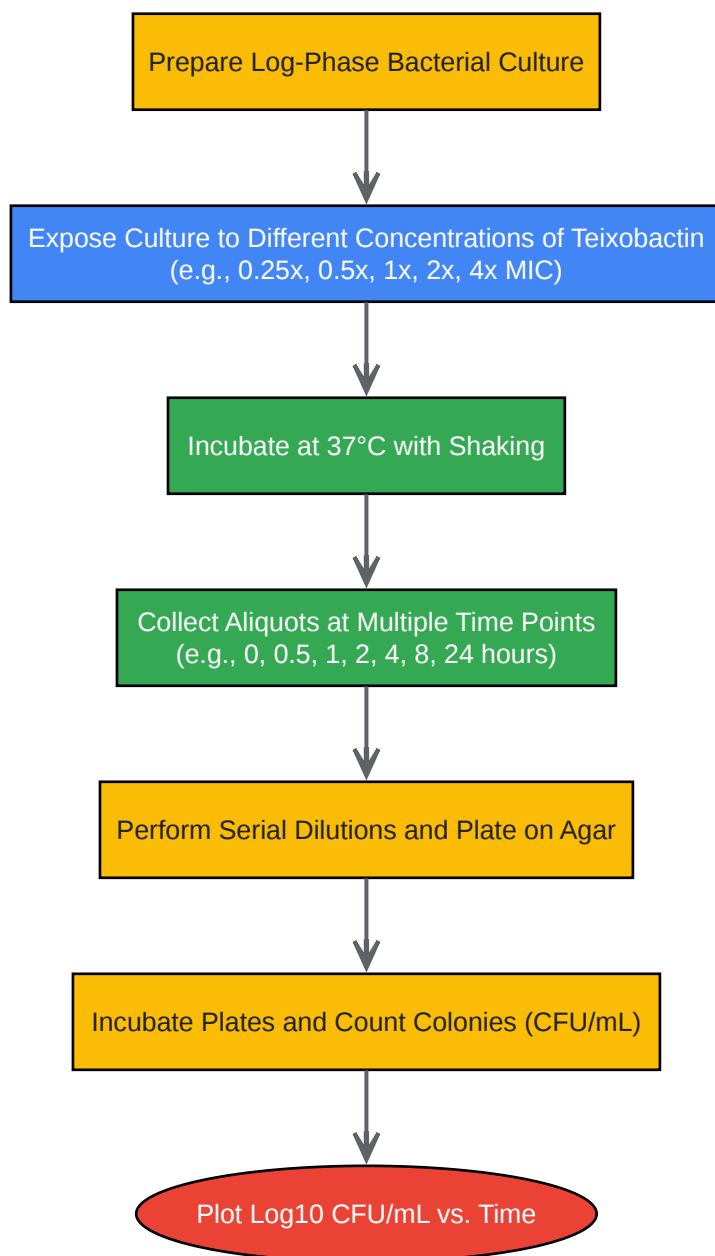 Prepare Log-Phase Bacterial Culture
Expose Culture to Different Concentrations of Teixobactin
(e.g., 0.25x, 0.5x, 1x, 2x, 4x MIC)
Incubate at 37°C with Shaking
Collect Aliquots at Multiple Time Points
(e.g., 0, 0.5, 1, 2, 4, 8, 24 hours)
Perform Serial Dilutions and Plate on Agar
Incubate Plates and Count Colonies (CFU/mL)
Plot Log10 CFU/mL vs. Time